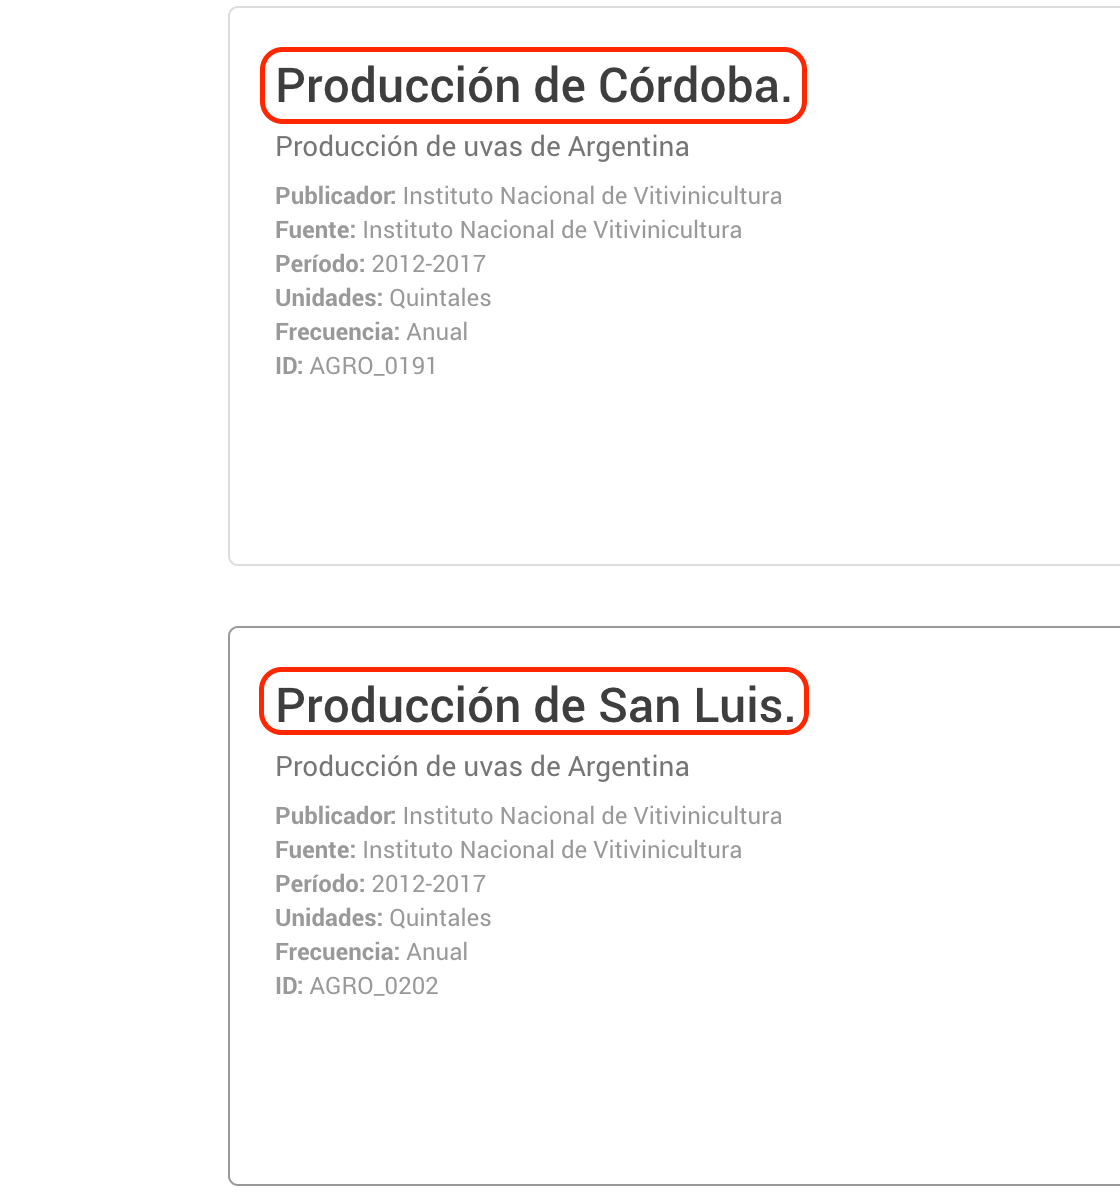 Producción de Córdoba.
Producción de uvas de Argentina
Publicador: Instituto Nacional de Vitivinicultura
Fuente: Instituto Nacional de Vitivinicultura
Período: 2012-2017
Unidades: Quintales
Frecuencia: Anual
ID: AGRO_0191
Producción de San Luis.
Producción de uvas de Argentina
Publicador: Instituto Nacional de Vitivinicultura
Fuente: Instituto Nacional de Vitivinicultura
Período: 2012-2017
Unidades: Quintales
Frecuencia: Anual
ID: AGRO_0202